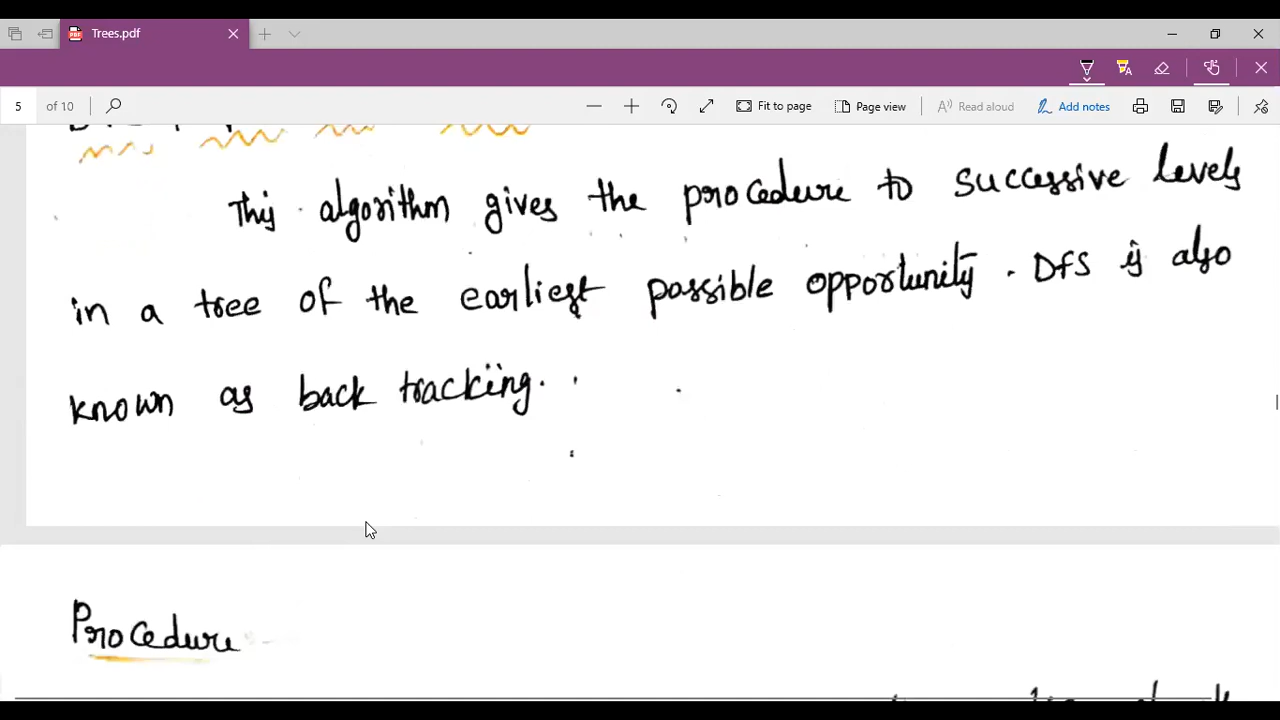 Trees.pdf
5 of 10
Fit to page
Page view
Read aloud
Add notes
This algorithm gives the procedure to successive levels
in a tree of the earliest possible opportunity. DFS is also
known as back tracking.
Procedure